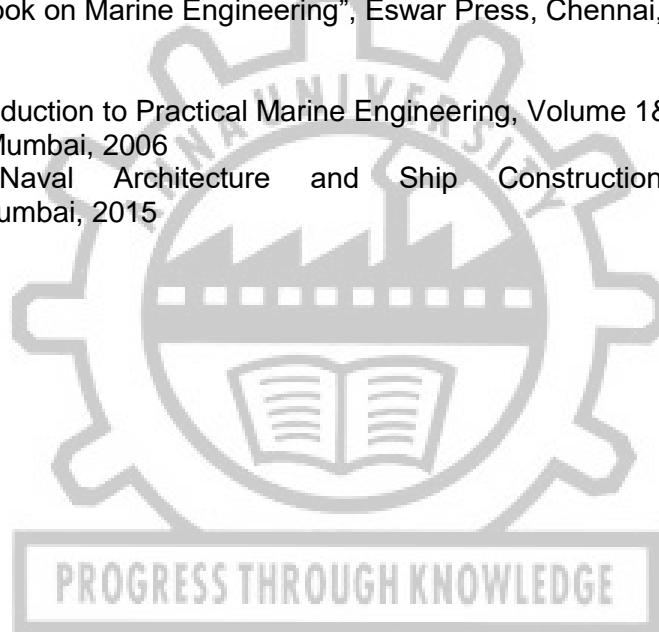 ook on Marine Engineering”, Eswar Press, Chennai,
duction to Practical Marine Engineering, Volume 1&
Mumbai, 2006
Naval Architecture and Ship Construction
umbai, 2015
NNA UNIVERSITY
PROGRESS THROUGH KNOWLEDGE